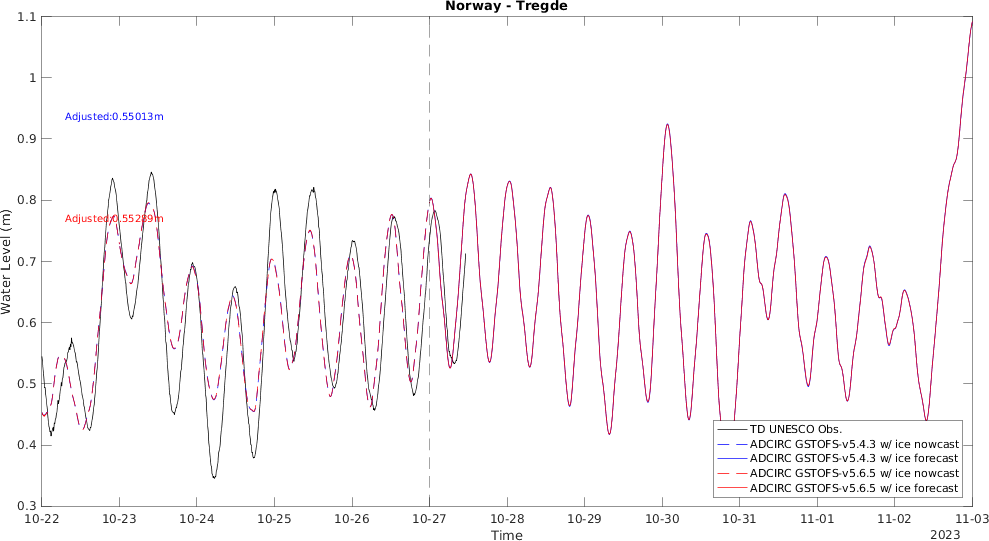 Norway - Tregde
1.1
1
0.9
0.8
0.7
0.6
0.5
0.4
0.3
Water Level (m)
Adjusted:0.55013m
Adjusted:0.55289m
TD UNESCO Obs.
ADCIRC GSTOFS-v5.4.3 w/ ice nowcast
ADCIRC GSTOFS-v5.4.3 w/ ice forecast
ADCIRC GSTOFS-v5.6.5 w/ ice nowcast
ADCIRC GSTOFS-v5.6.5 w/ ice forecast
10-22 10-23 10-24 10-25 10-26 10-27 10-28 10-29 10-30 10-31 11-01 11-02 11-03
Time
2023